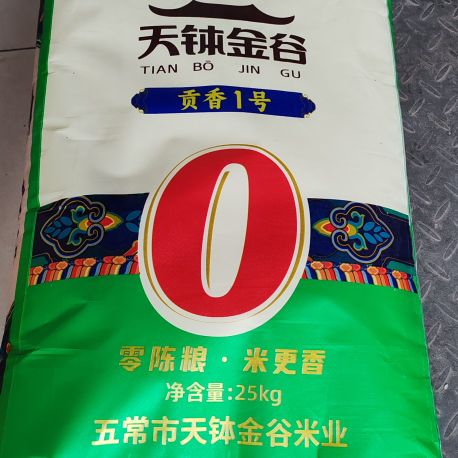 天钵金谷
TIAN BŌ JIN GU
贡香1号
0
零陈粮·米更香
净含量:25kg
五常市天钵金谷米业